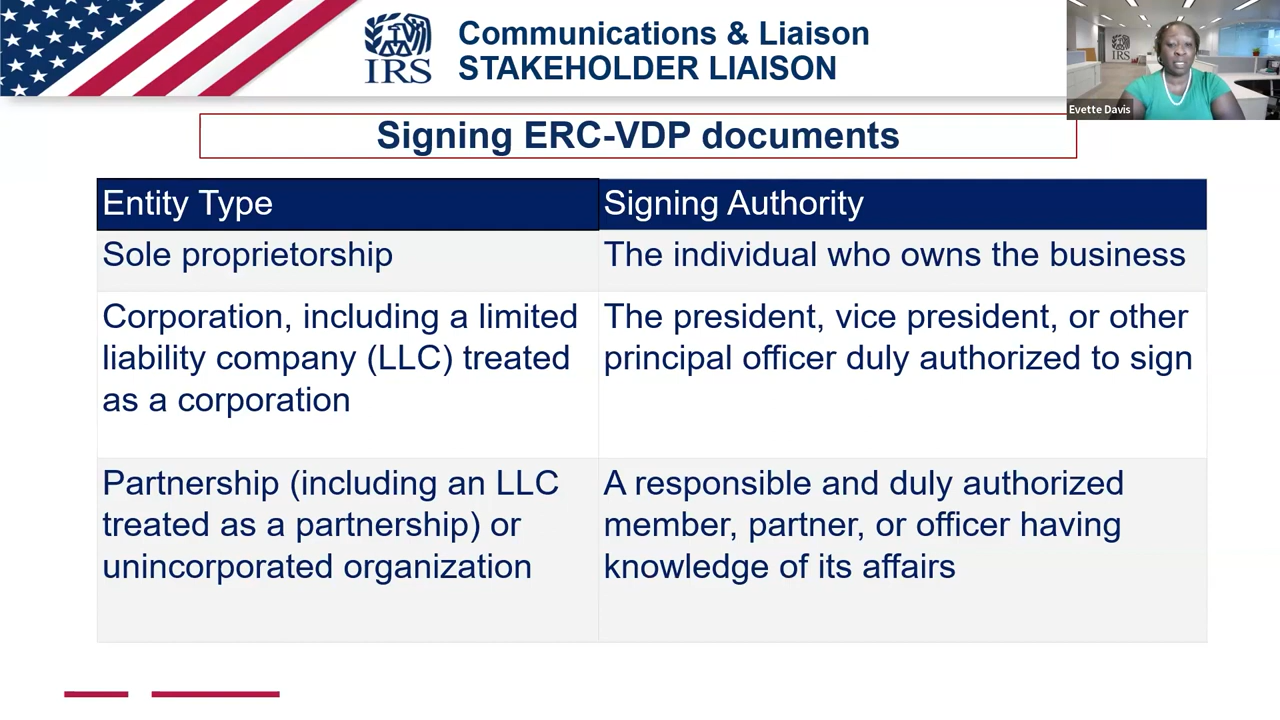 IRS
Communications & Liaison
STAKEHOLDER LIAISON
IRS
Evette Davis
Signing ERC-VDP documents
Entity Type
Signing Authority
Sole proprietorship
The individual who owns the business
Corporation, including a limited
liability company (LLC) treated
as a corporation
The president, vice president, or other
principal officer duly authorized to sign
Partnership (including an LLC
treated as a partnership) or
unincorporated organization
A responsible and duly authorized
member, partner, or officer having
knowledge of its affairs